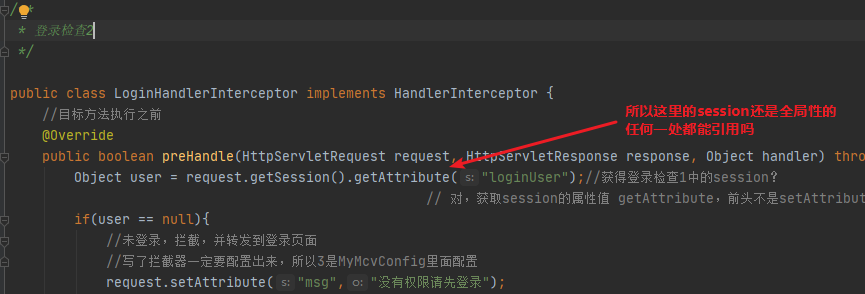 /**
* 登录检查2
*/
public class LoginHandlerInterceptor implements HandlerInterceptor {
//目标方法执行之前
所以这里的session还是全局性的
任何一处都能引用吗
@Override
public boolean preHandle(HttpServletRequest request, HttpServletResponse response, Object handler) thro
Object user = request.getSession().getAttribute( s: "loginUser");//获得登录检查1中的session？
// 对，获取session的属性值 getAttribute，前头不是setAttribut
if(user == null){
//未登录，拦截，并转发到登录页面
//写了拦截器一定要配置出来，所以3是MyMcvConfig里面配置
request.setAttribute( s: "msg", o: "没有权限请先登录");